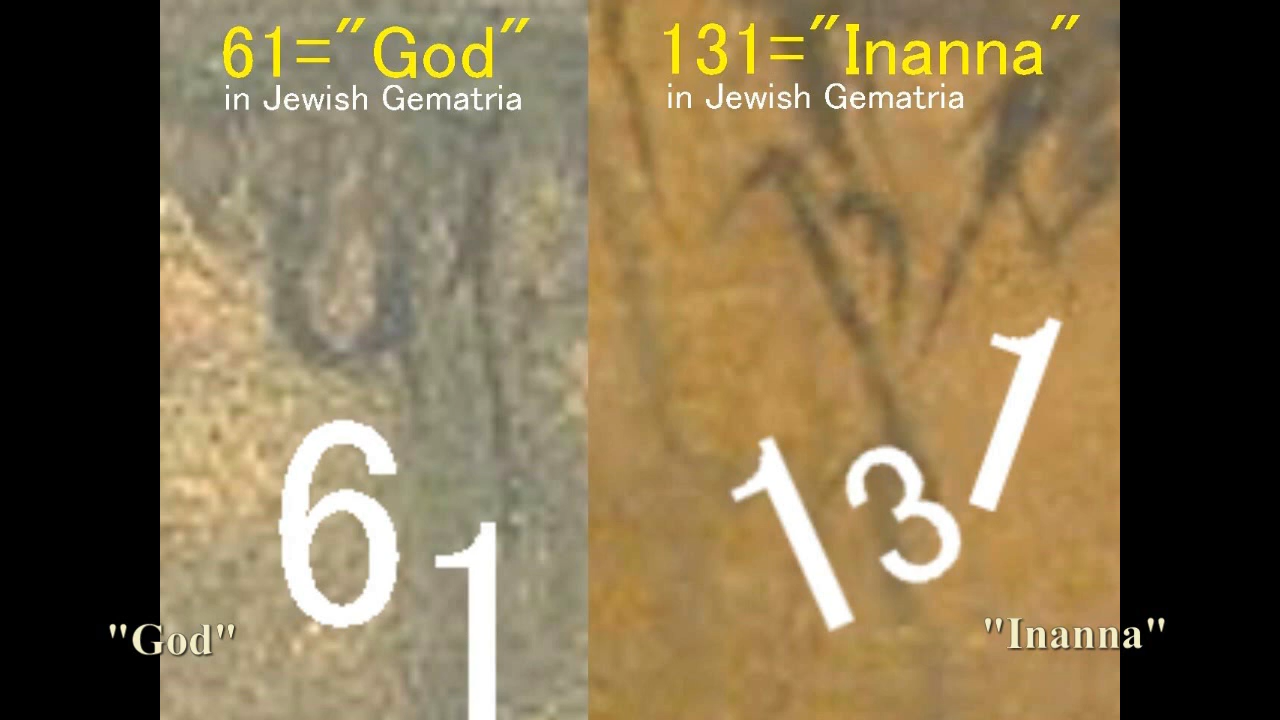 61="God"
in Jewish Gematria
131="Inanna"
in Jewish Gematria
61
131
"God"
"Inanna"